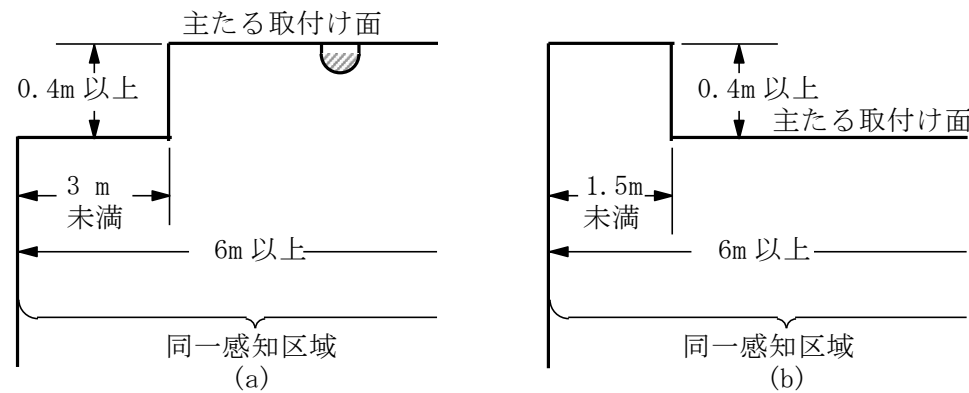 主たる取付け面
0.4m 以上
3 m
未満
6m 以上
同一感知区域
(a)
0.4m 以上
主たる取付け面
1.5m
未満
6m 以上
同一感知区域
(b)